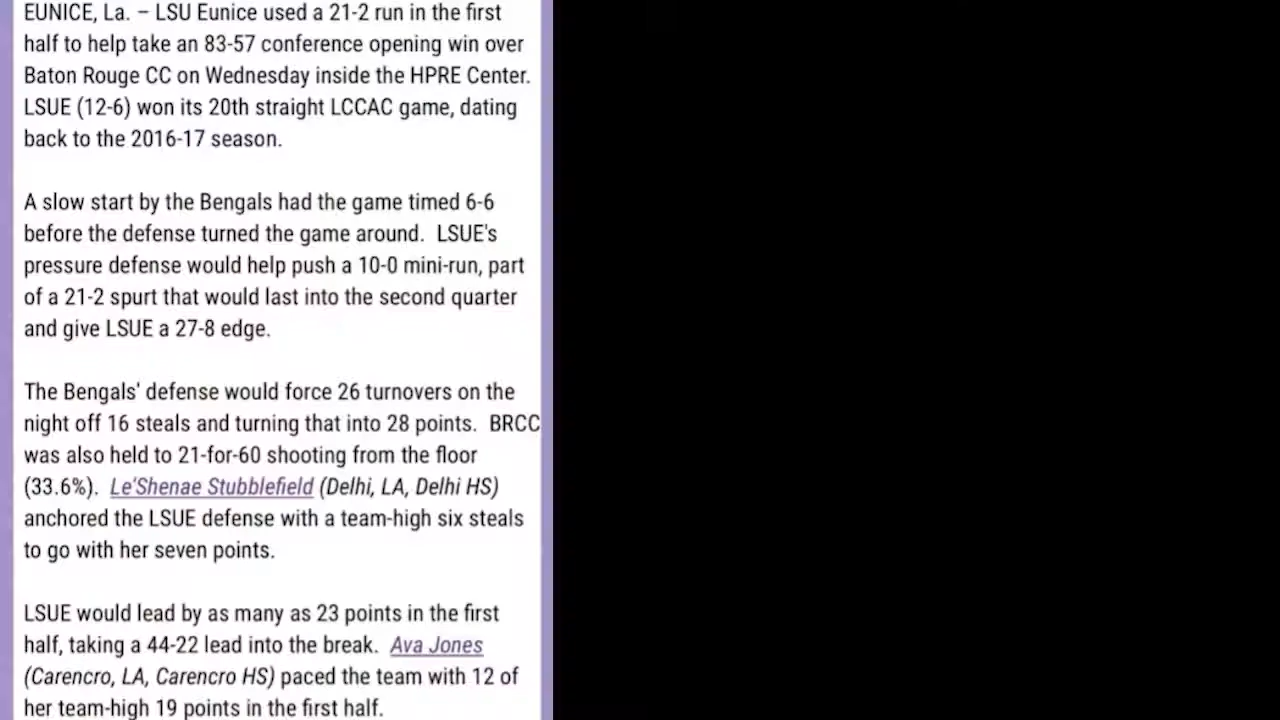 EUNICE, La. – LSU Eunice used a 21-2 run in the first
half to help take an 83-57 conference opening win over
Baton Rouge CC on Wednesday inside the HPRE Center.
LSUE (12-6) won its 20th straight LCCAC game, dating
back to the 2016-17 season.
A slow start by the Bengals had the game timed 6-6
before the defense turned the game around.  LSUE's
pressure defense would help push a 10-0 mini-run, part
of a 21-2 spurt that would last into the second quarter
and give LSUE a 27-8 edge.
The Bengals' defense would force 26 turnovers on the
night off 16 steals and turning that into 28 points.  BRCC
was also held to 21-for-60 shooting from the floor
(33.6%).  Le'Shenae Stubblefield (Delhi, LA, Delhi HS)
anchored the LSUE defense with a team-high six steals
to go with her seven points.
LSUE would lead by as many as 23 points in the first
half, taking a 44-22 lead into the break.  Ava Jones
(Carencro, LA, Carencro HS) paced the team with 12 of
her team-high 19 points in the first half.